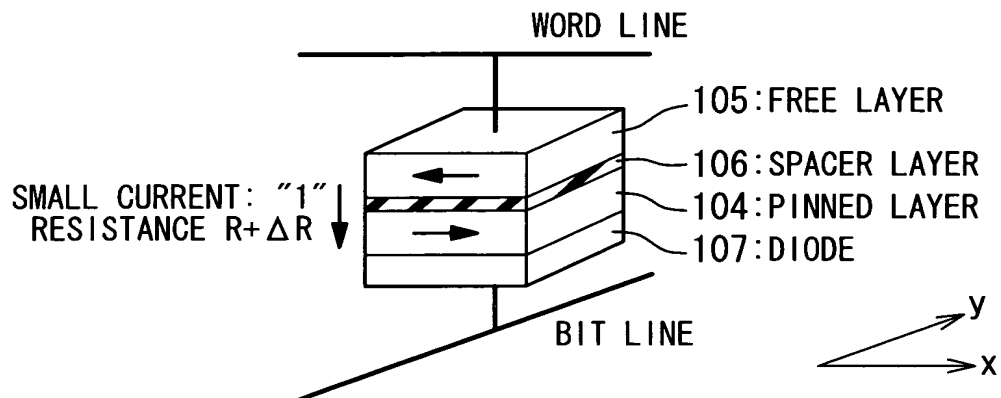 WORD LINE
105:FREE LAYER
106:SPACER LAYER
SMALL CURRENT: "1"
RESISTANCE R+ΔR
104:PINNED LAYER
107:DIODE
BIT LINE
y
x